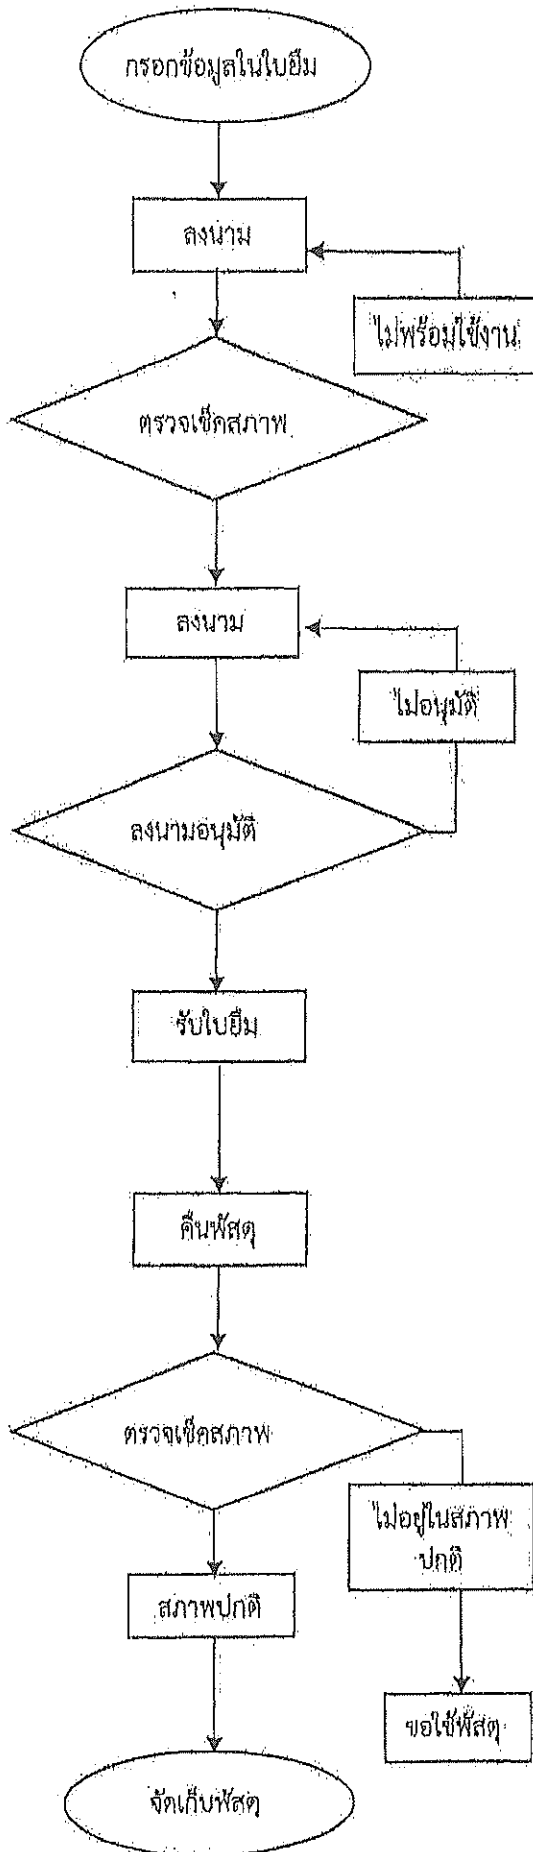 กรอกข้อมูลในใบยืม
ลงนาม
ไม่พร้อมใช้งาน
ตรวจเช็คสภาพ
ลงนาม
ไม่อนุมัติ
ลงนามอนุมัติ
รับใบยืม
คืนพัสดุ
ตรวจเช็คสภาพ
ไม่อยู่ในสภาพ
ปกติ
สภาพปกติ
ขอใช้พัสดุ
จัดเก็บพัสดุ